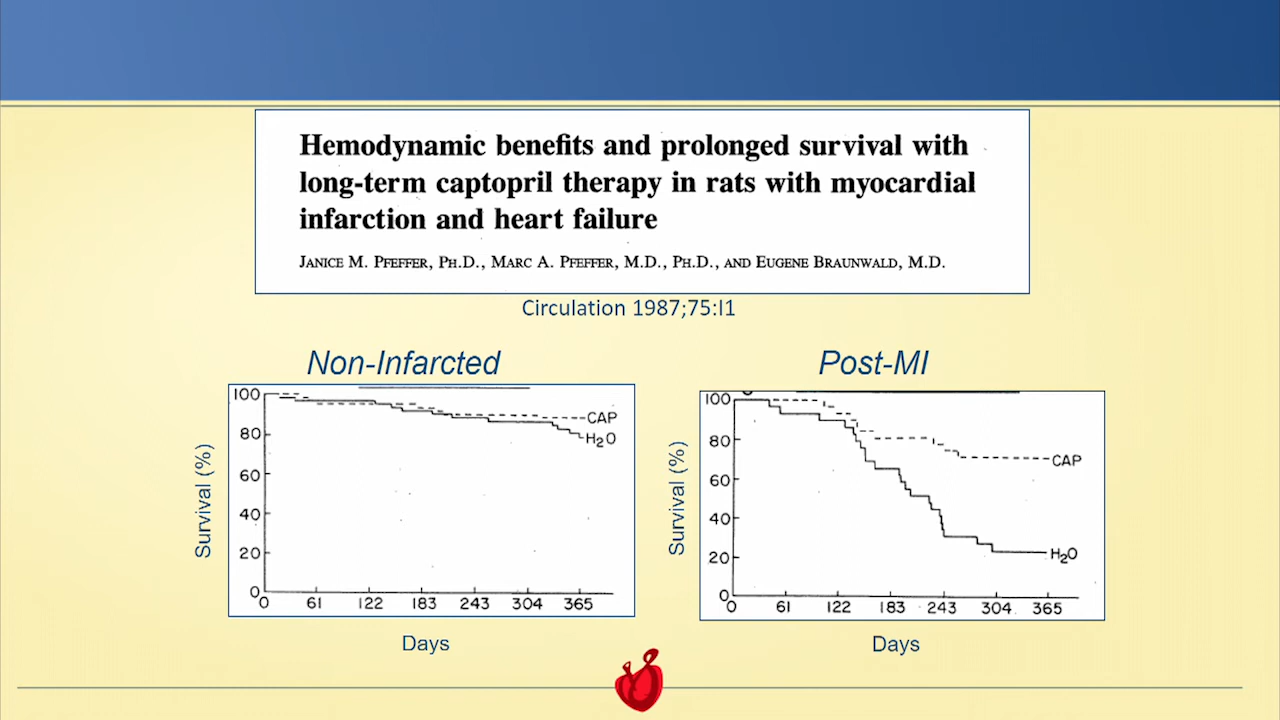 Hemodynamic benefits and prolonged survival with
long-term captopril therapy in rats with myocardial
infarction and heart failure
JANICE M. PFEFFER, PH.D., MARC A. PFEFFER, M.D., PH.D., AND EUGENE BRAUNWALD, M.D.
Circulation 1987;75:I1
Non-Infarcted
Survival (%)
100
80
60
40
20
0
0 61 122 183 243 304 365
CAP
H2O
Days
Post-MI
Survival (%)
100
80
60
40
20
0
0 61 122 183 243 304 365
CAP
H2O
Days